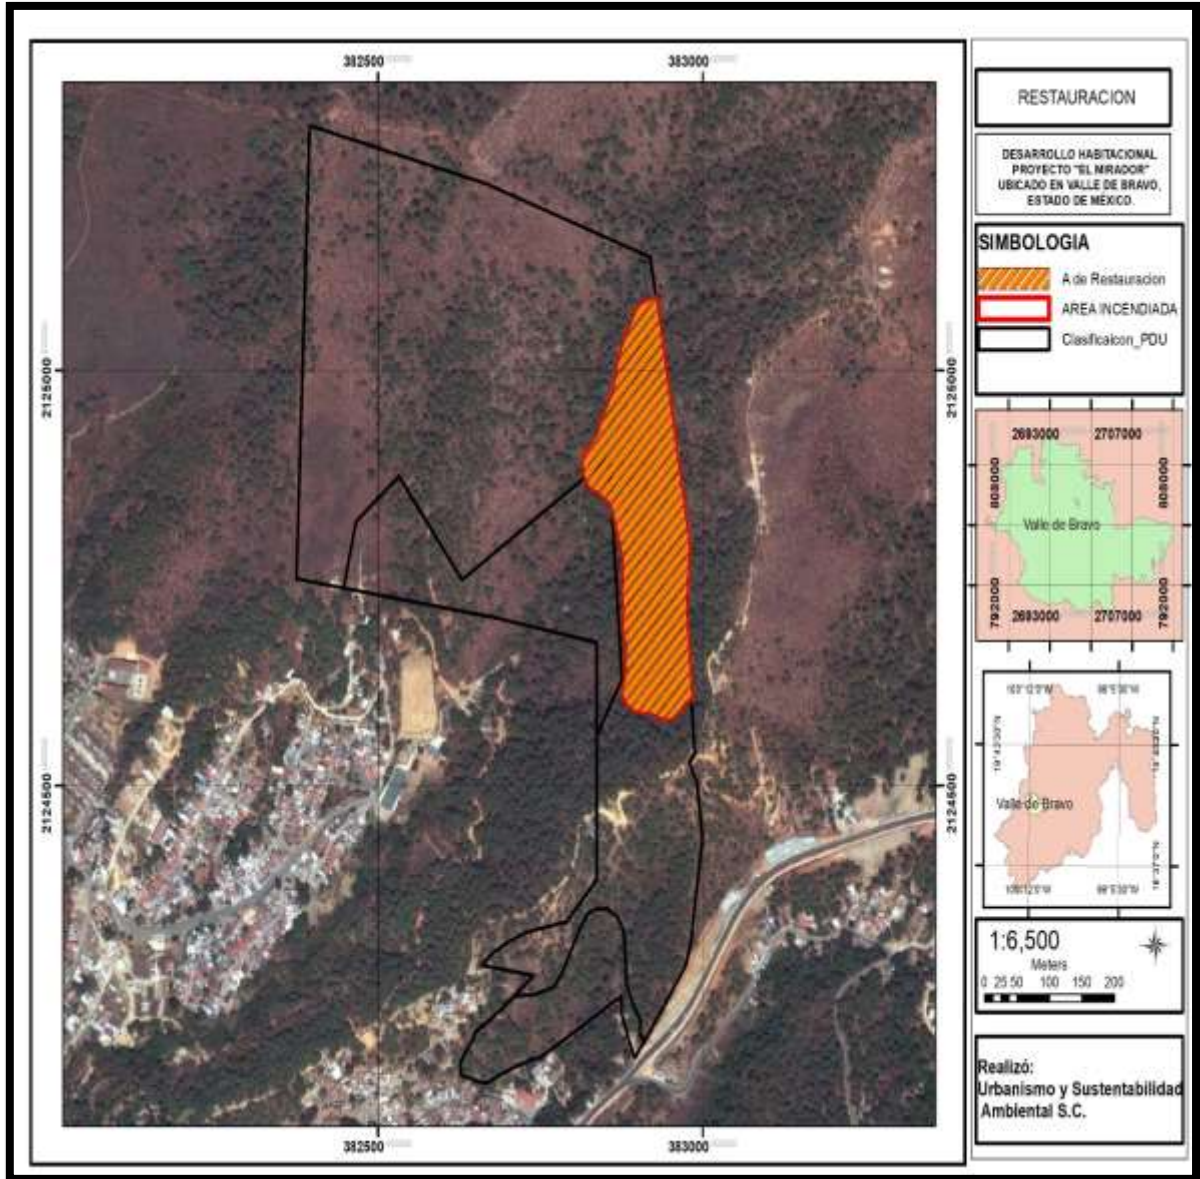 382500
383000
2125000
2125000
2124500
2124500
382500
383000
RESTAURACION
DESARROLLO HABITACIONAL
PROYECTO "EL MIRADOR"
UBICADO EN VALLE DE BRAVO,
ESTADO DE MÉXICO
SIMBOLOGIA
A de Restauracion
AREA INCENDIADA
Clasificaicon_PDU
2693000 2707000
808000
808000
Valle de Bravo
792000
792000
2693000 2707000
Valle de Bravo
1:6,500
Meters
0 25 50 100 150 200
Realizó:
Urbanismo y Sustentabilidad
Ambiental S.C.